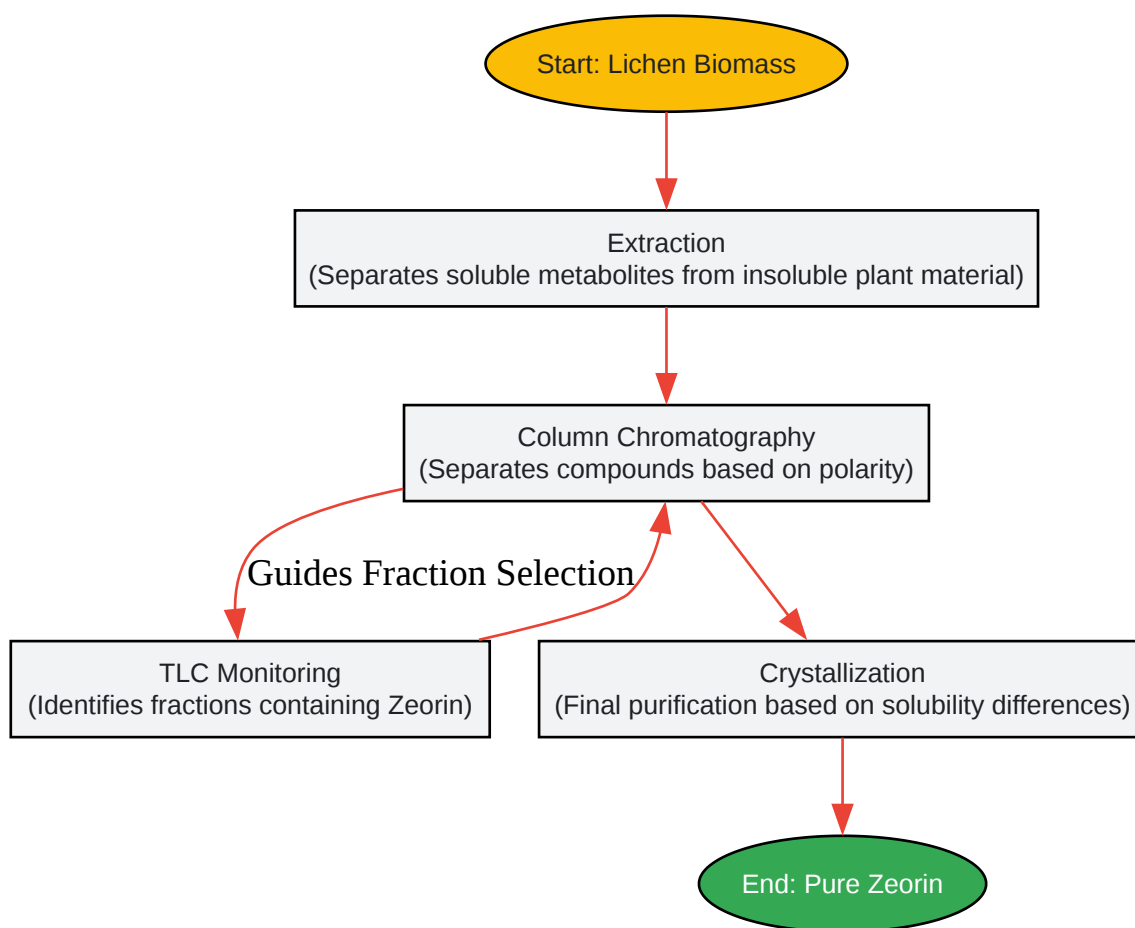 Start: Lichen Biomass
Extraction
(Separates soluble metabolites from insoluble plant material)
Column Chromatography
(Separates compounds based on polarity)
Guides Fraction Selection
TLC Monitoring
(Identifies fractions containing Zeorin)
Crystallization
(Final purification based on solubility differences)
End: Pure Zeorin